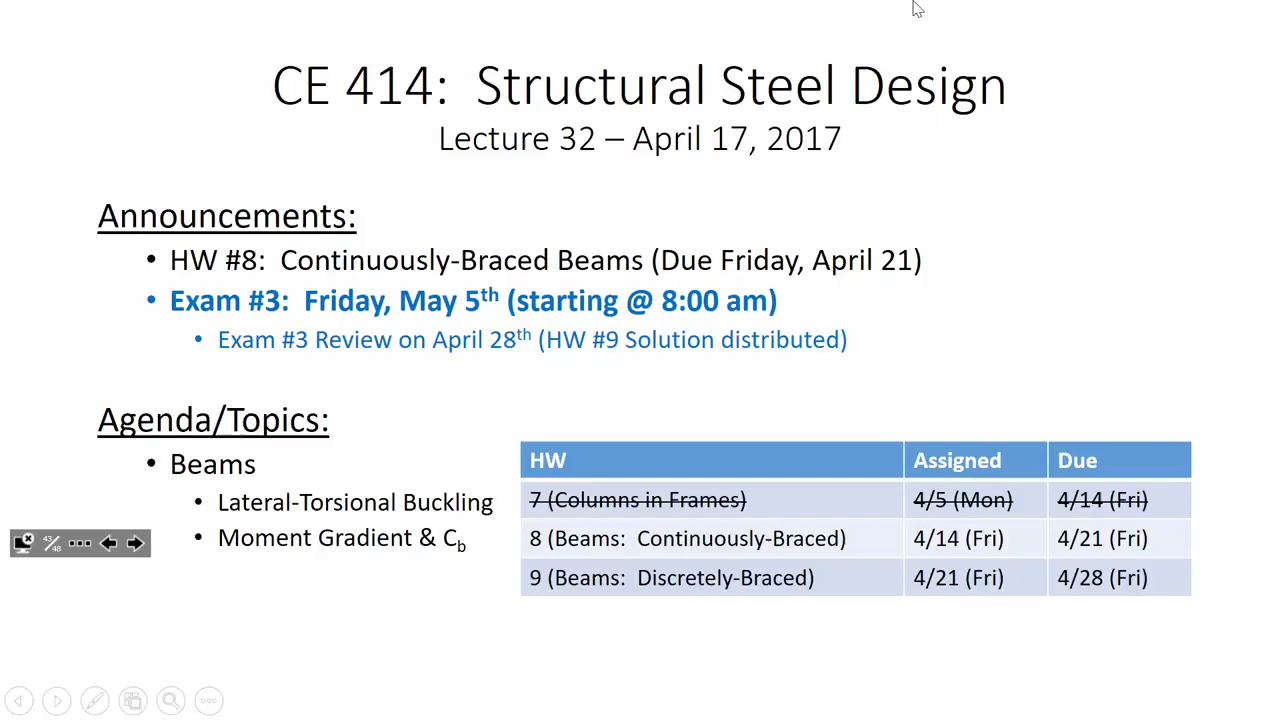 CE 414: Structural Steel Design
Lecture 32 – April 17, 2017
Announcements:
• HW #8: Continuously-Braced Beams (Due Friday, April 21)
• Exam #3: Friday, May 5th (starting @ 8:00 am)
• Exam #3 Review on April 28th (HW #9 Solution distributed)
Agenda/Topics:
• Beams
• Lateral-Torsional Buckling
• Moment Gradient & Cb
HW Assigned Due
7 (Columns in Frames) 4/5 (Mon) 4/14 (Fri)
8 (Beams: Continuously-Braced) 4/14 (Fri) 4/21 (Fri)
9 (Beams: Discretely-Braced) 4/21 (Fri) 4/28 (Fri)
43/48